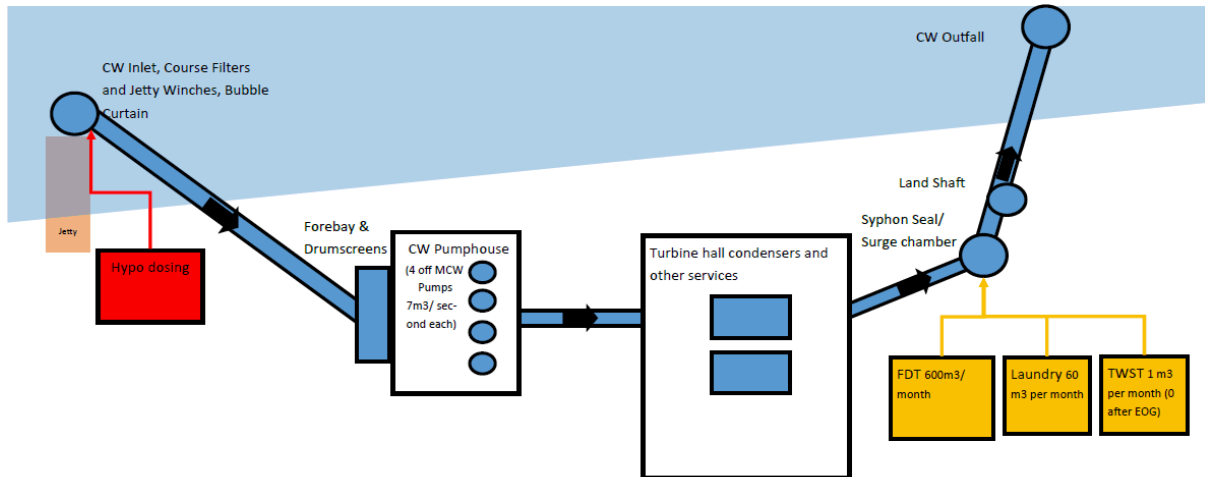 CW Outfall
CW Inlet, Course Filters
and Jetty Winches, Bubble
Curtain
Land Shaft
Jetty
Forebay &
Drumscreens
Syphon Seal/
Surge chamber
CW Pumphouse
(4 off MCW
Pumps
7m3/ sec-
ond each)
Turbine hall condensers and
other services
Hypo dosing
FDT 600m3/
month
Laundry 60
m3 per month
TWST 1 m3
per month (0
after EOG)